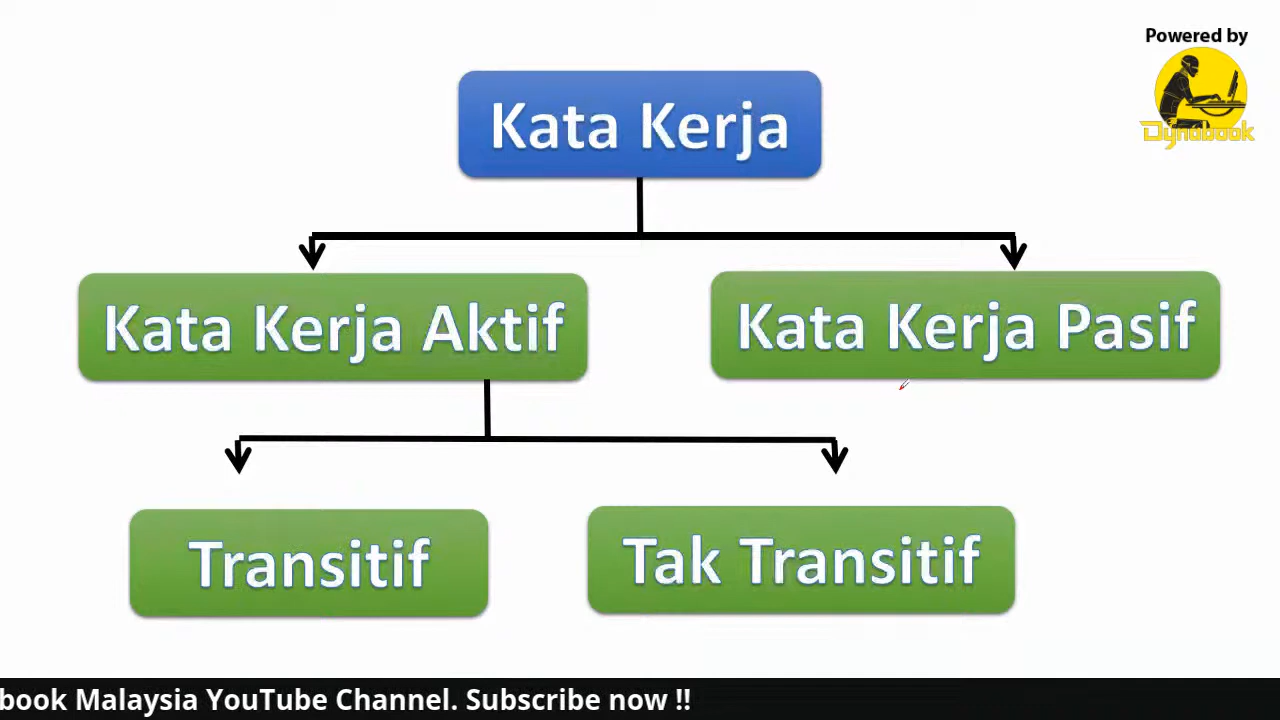 Powered by
Dynobook
Kata Kerja
Kata Kerja Aktif
Kata Kerja Pasif
Transitif
Tak Transitif
book Malaysia YouTube Channel. Subscribe now !!